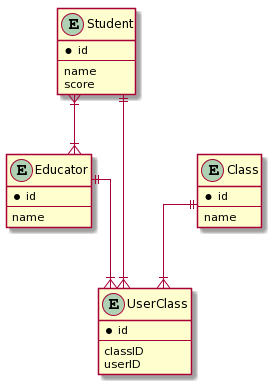 E Student
* id
name
score
E Educator
* id
name
E Class
* id
name
E UserClass
* id
classID
userID